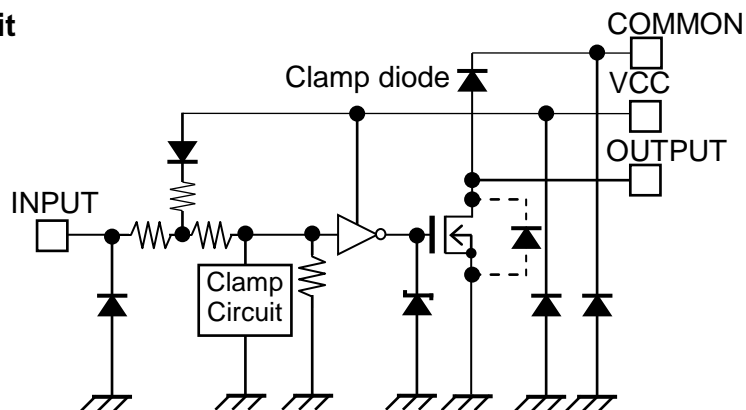 it
COMMON
Clamp diode
VCC
OUTPUT
INPUT
Clamp
Circuit